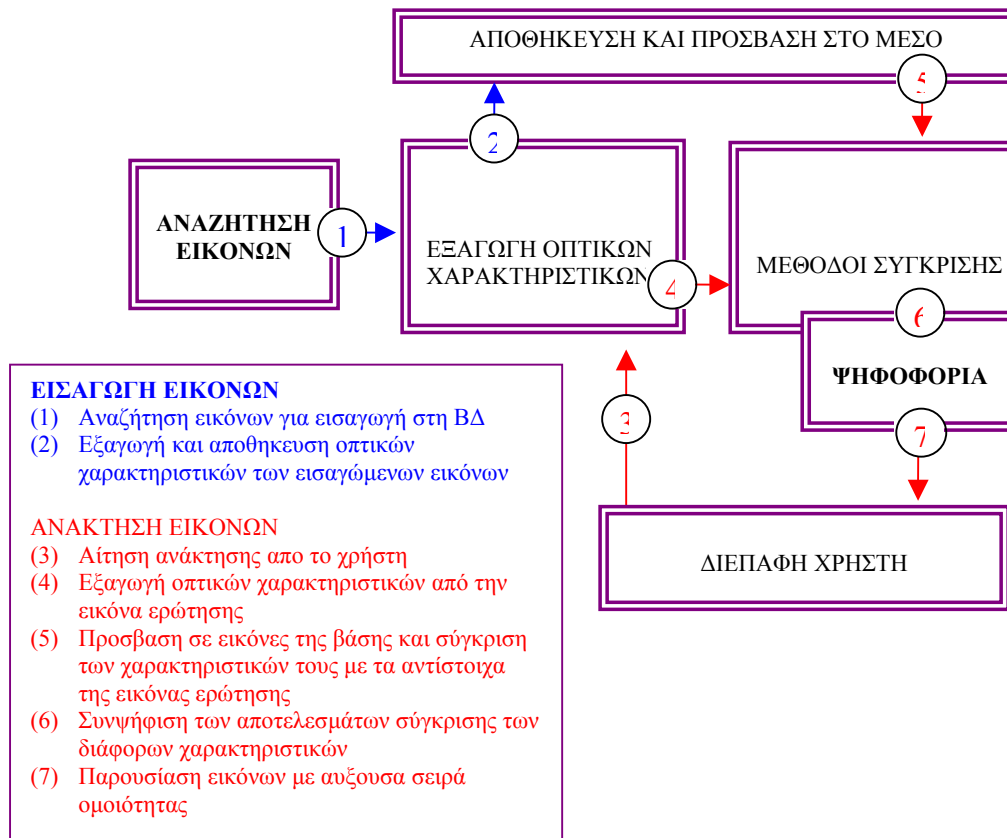 ΑΠΟΘΗΚΕΥΣΗ ΚΑΙ ΠΡΟΣΒΑΣΗ ΣΤΟ ΜΕΣΟ
5
2
ΑΝΑΖΗΤΗΣΗ
ΕΙΚΟΝΩΝ
1
ΕΞΑΓΩΓΗ ΟΠΤΙΚΩΝ
ΧΑΡΑΚΤΗΡΙΣΤΙΚΩΝ
4
ΜΕΘΟΔΟΙ ΣΥΓΚΡΙΣΗΣ
6
ΨΗΦΟΦΟΡΙΑ
3
7
ΔΙΕΠΑΦΗ ΧΡΗΣΤΗ
ΕΙΣΑΓΩΓΗ ΕΙΚΟΝΩΝ
(1) Αναζήτηση εικόνων για εισαγωγή στη ΒΔ
(2) Εξαγωγή και αποθηκευση οπτικών
χαρακτηριστικών των εισαγώμενων εικόνων
ΑΝΑΚΤΗΣΗ ΕΙΚΟΝΩΝ
(3) Αίτηση ανάκτησης απο το χρήστη
(4) Εξαγωγή οπτικών χαρακτηριστικών από την
εικόνα ερώτησης
(5) Προσβαση σε εικόνες της βάσης και σύγκριση
των χαρακτηριστικών τους με τα αντίστοιχα
της εικόνας ερώτησης
(6) Συνψήφιση των αποτελεσμάτων σύγκρισης των
διάφορων χαρακτηριστικών
(7) Παρουσίαση εικόνων με αυξουσα σειρά
ομοιότητας